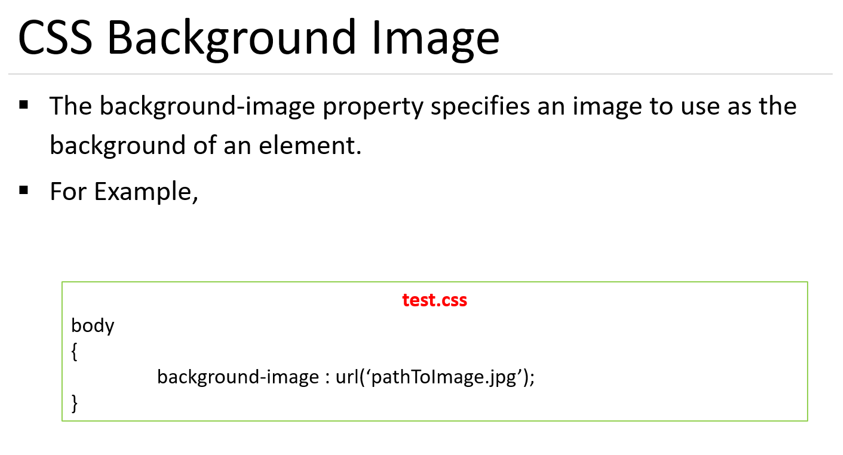 CSS Background Image
▪ The background-image property specifies an image to use as the
background of an element.
▪ For Example,
test.css
body
{
background-image : url(‘pathToImage.jpg’);
}